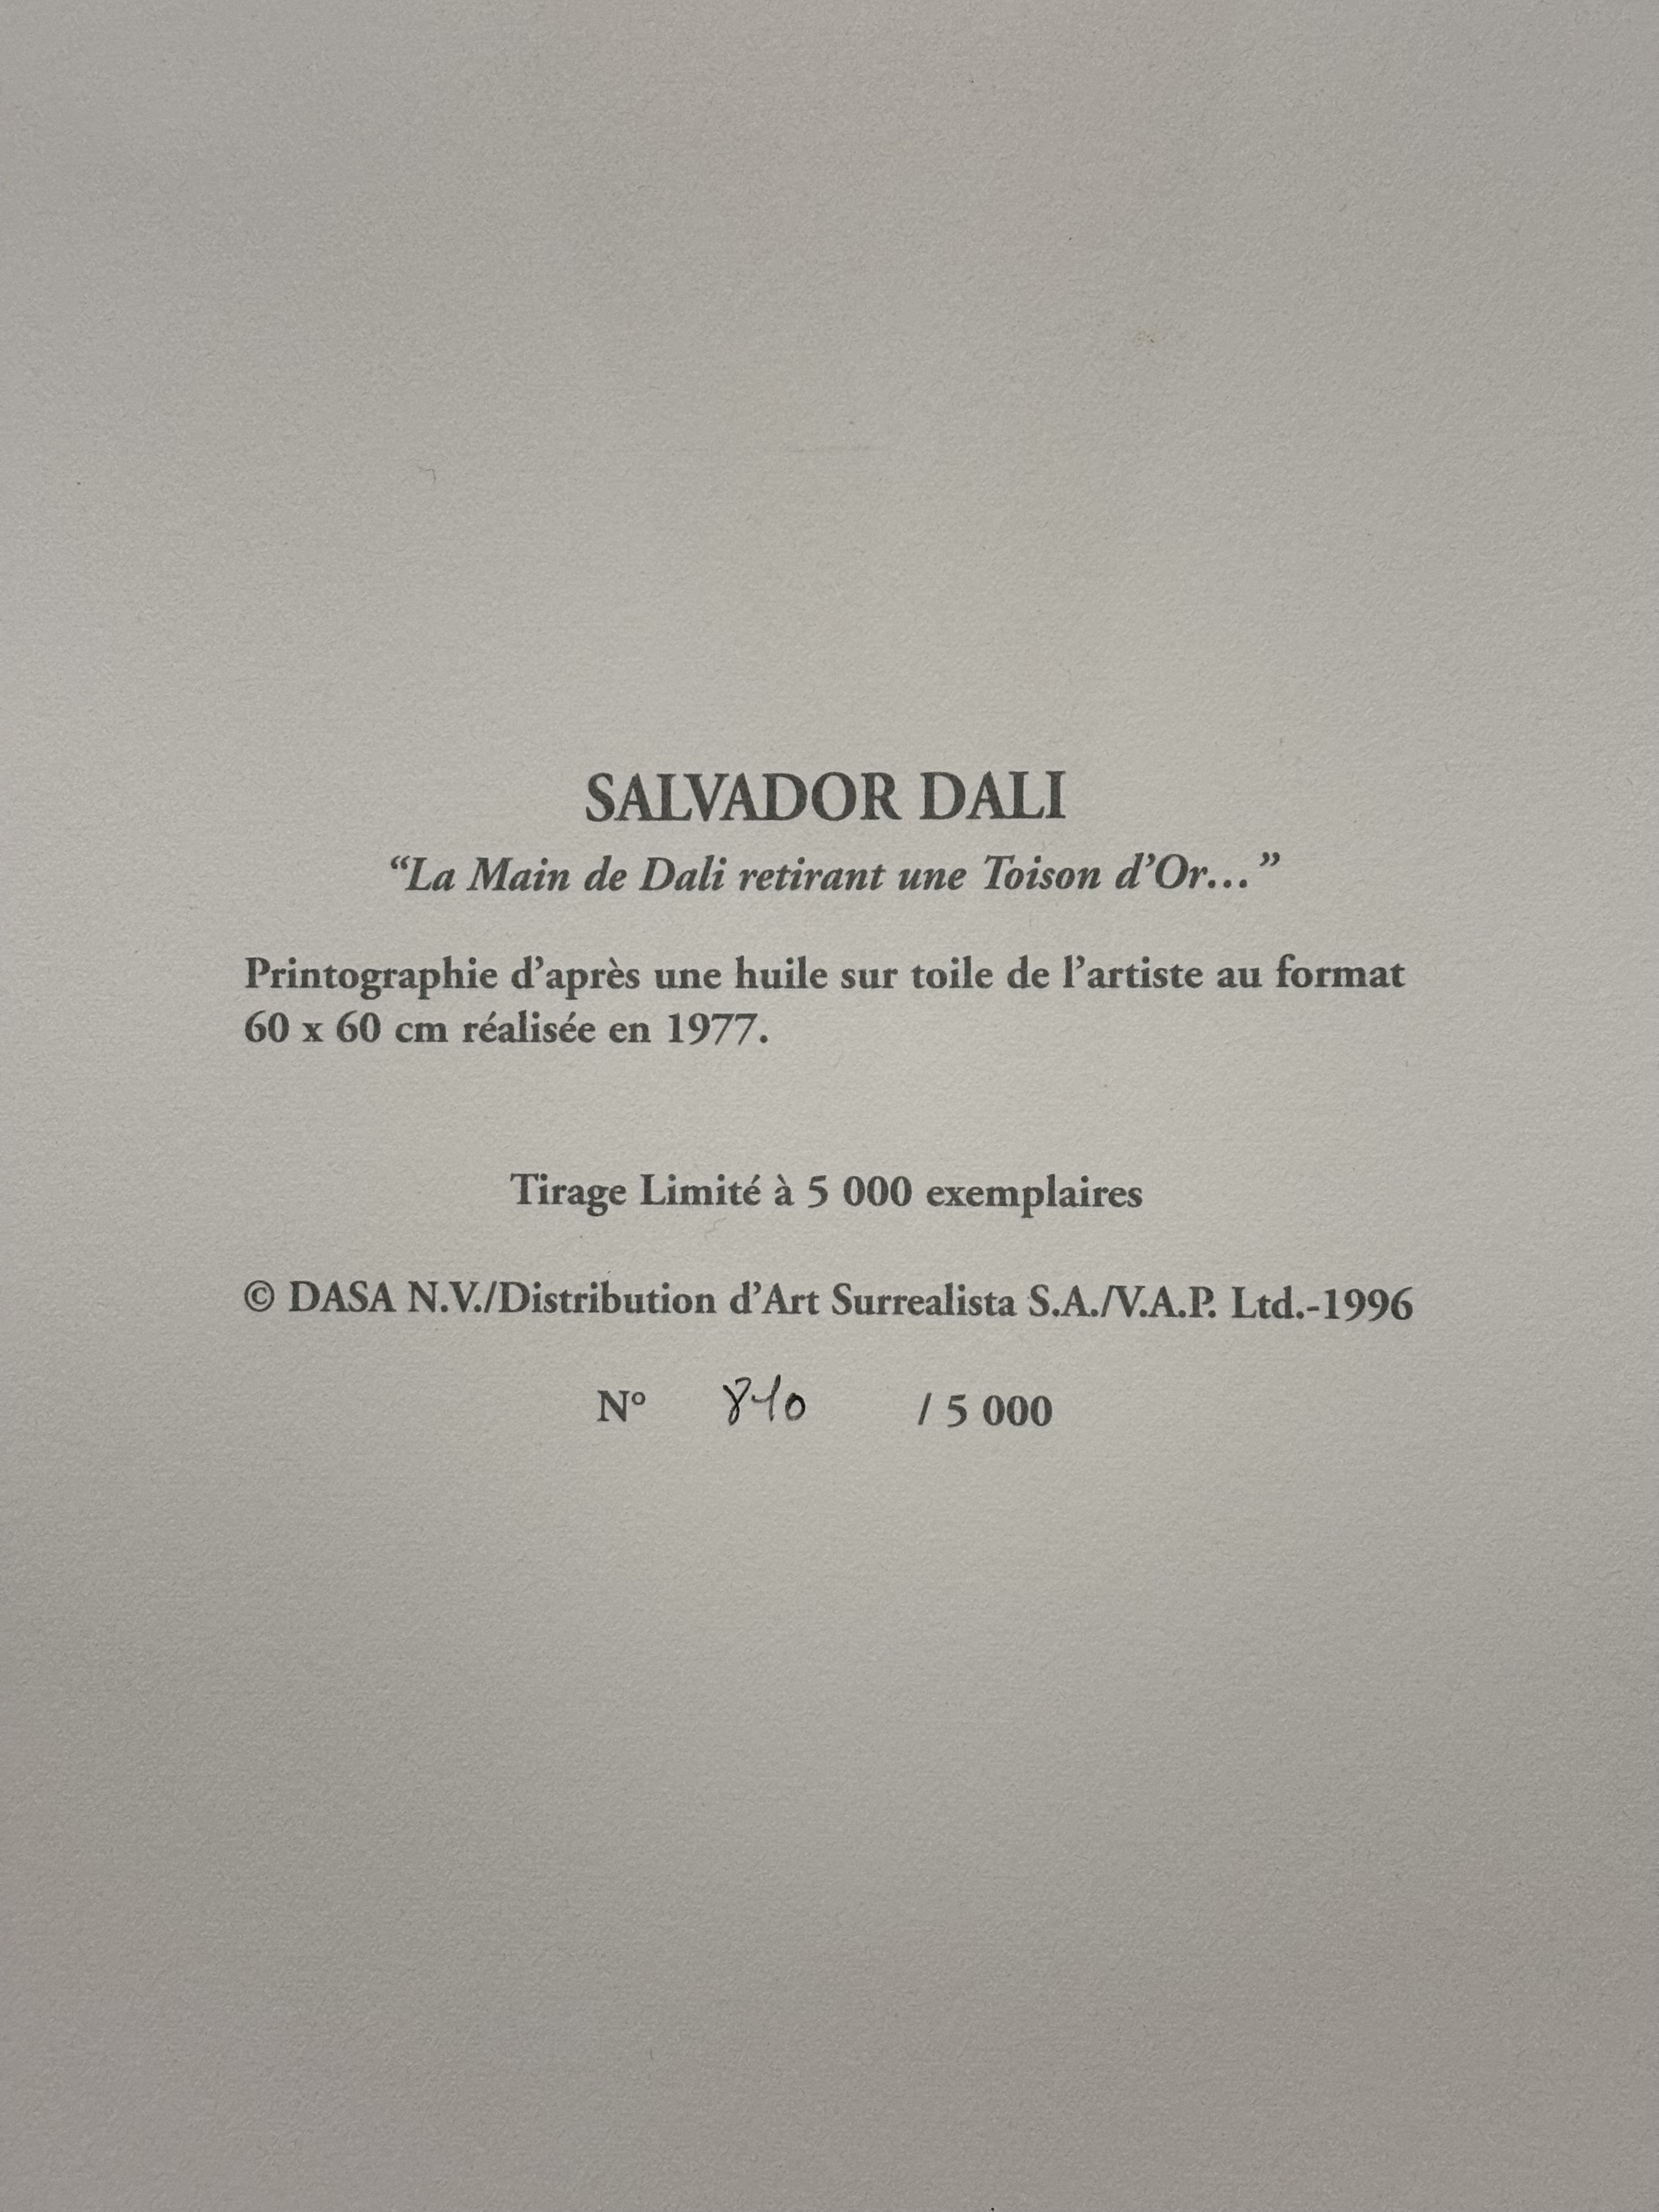 SALVADOR DALI
“La Main de Dali retirant une Toison d’Or...”
Printographie d’après une huile sur toile de l’artiste au format
60 x 60 cm réalisée en 1977.
Tirage Limité à 5 000 exemplaires
© DASA N.V./Distribution d’Art Surrealista S.A./V.A.P. Ltd.-1996
Nº 810 / 5 000